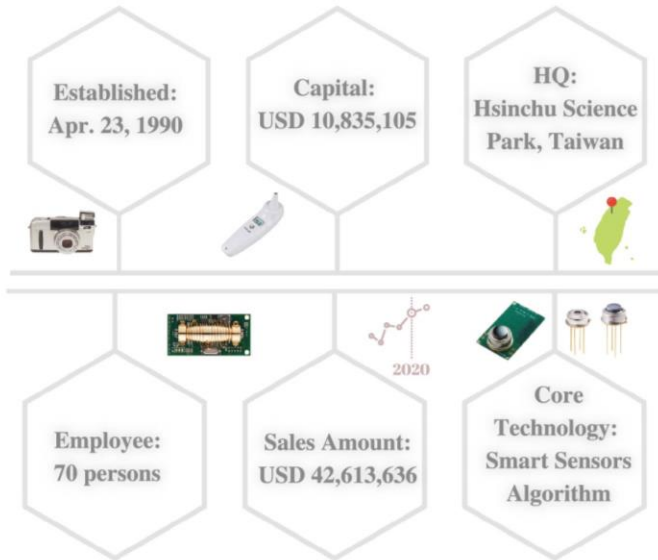 Established:
Apr. 23, 1990
Capital:
USD 10,835,105
HQ:
Hsinchu Science
Park, Taiwan
2020
Employee:
70 persons
Sales Amount:
USD 42,613,636
Core
Technology:
Smart Sensors
Algorithm